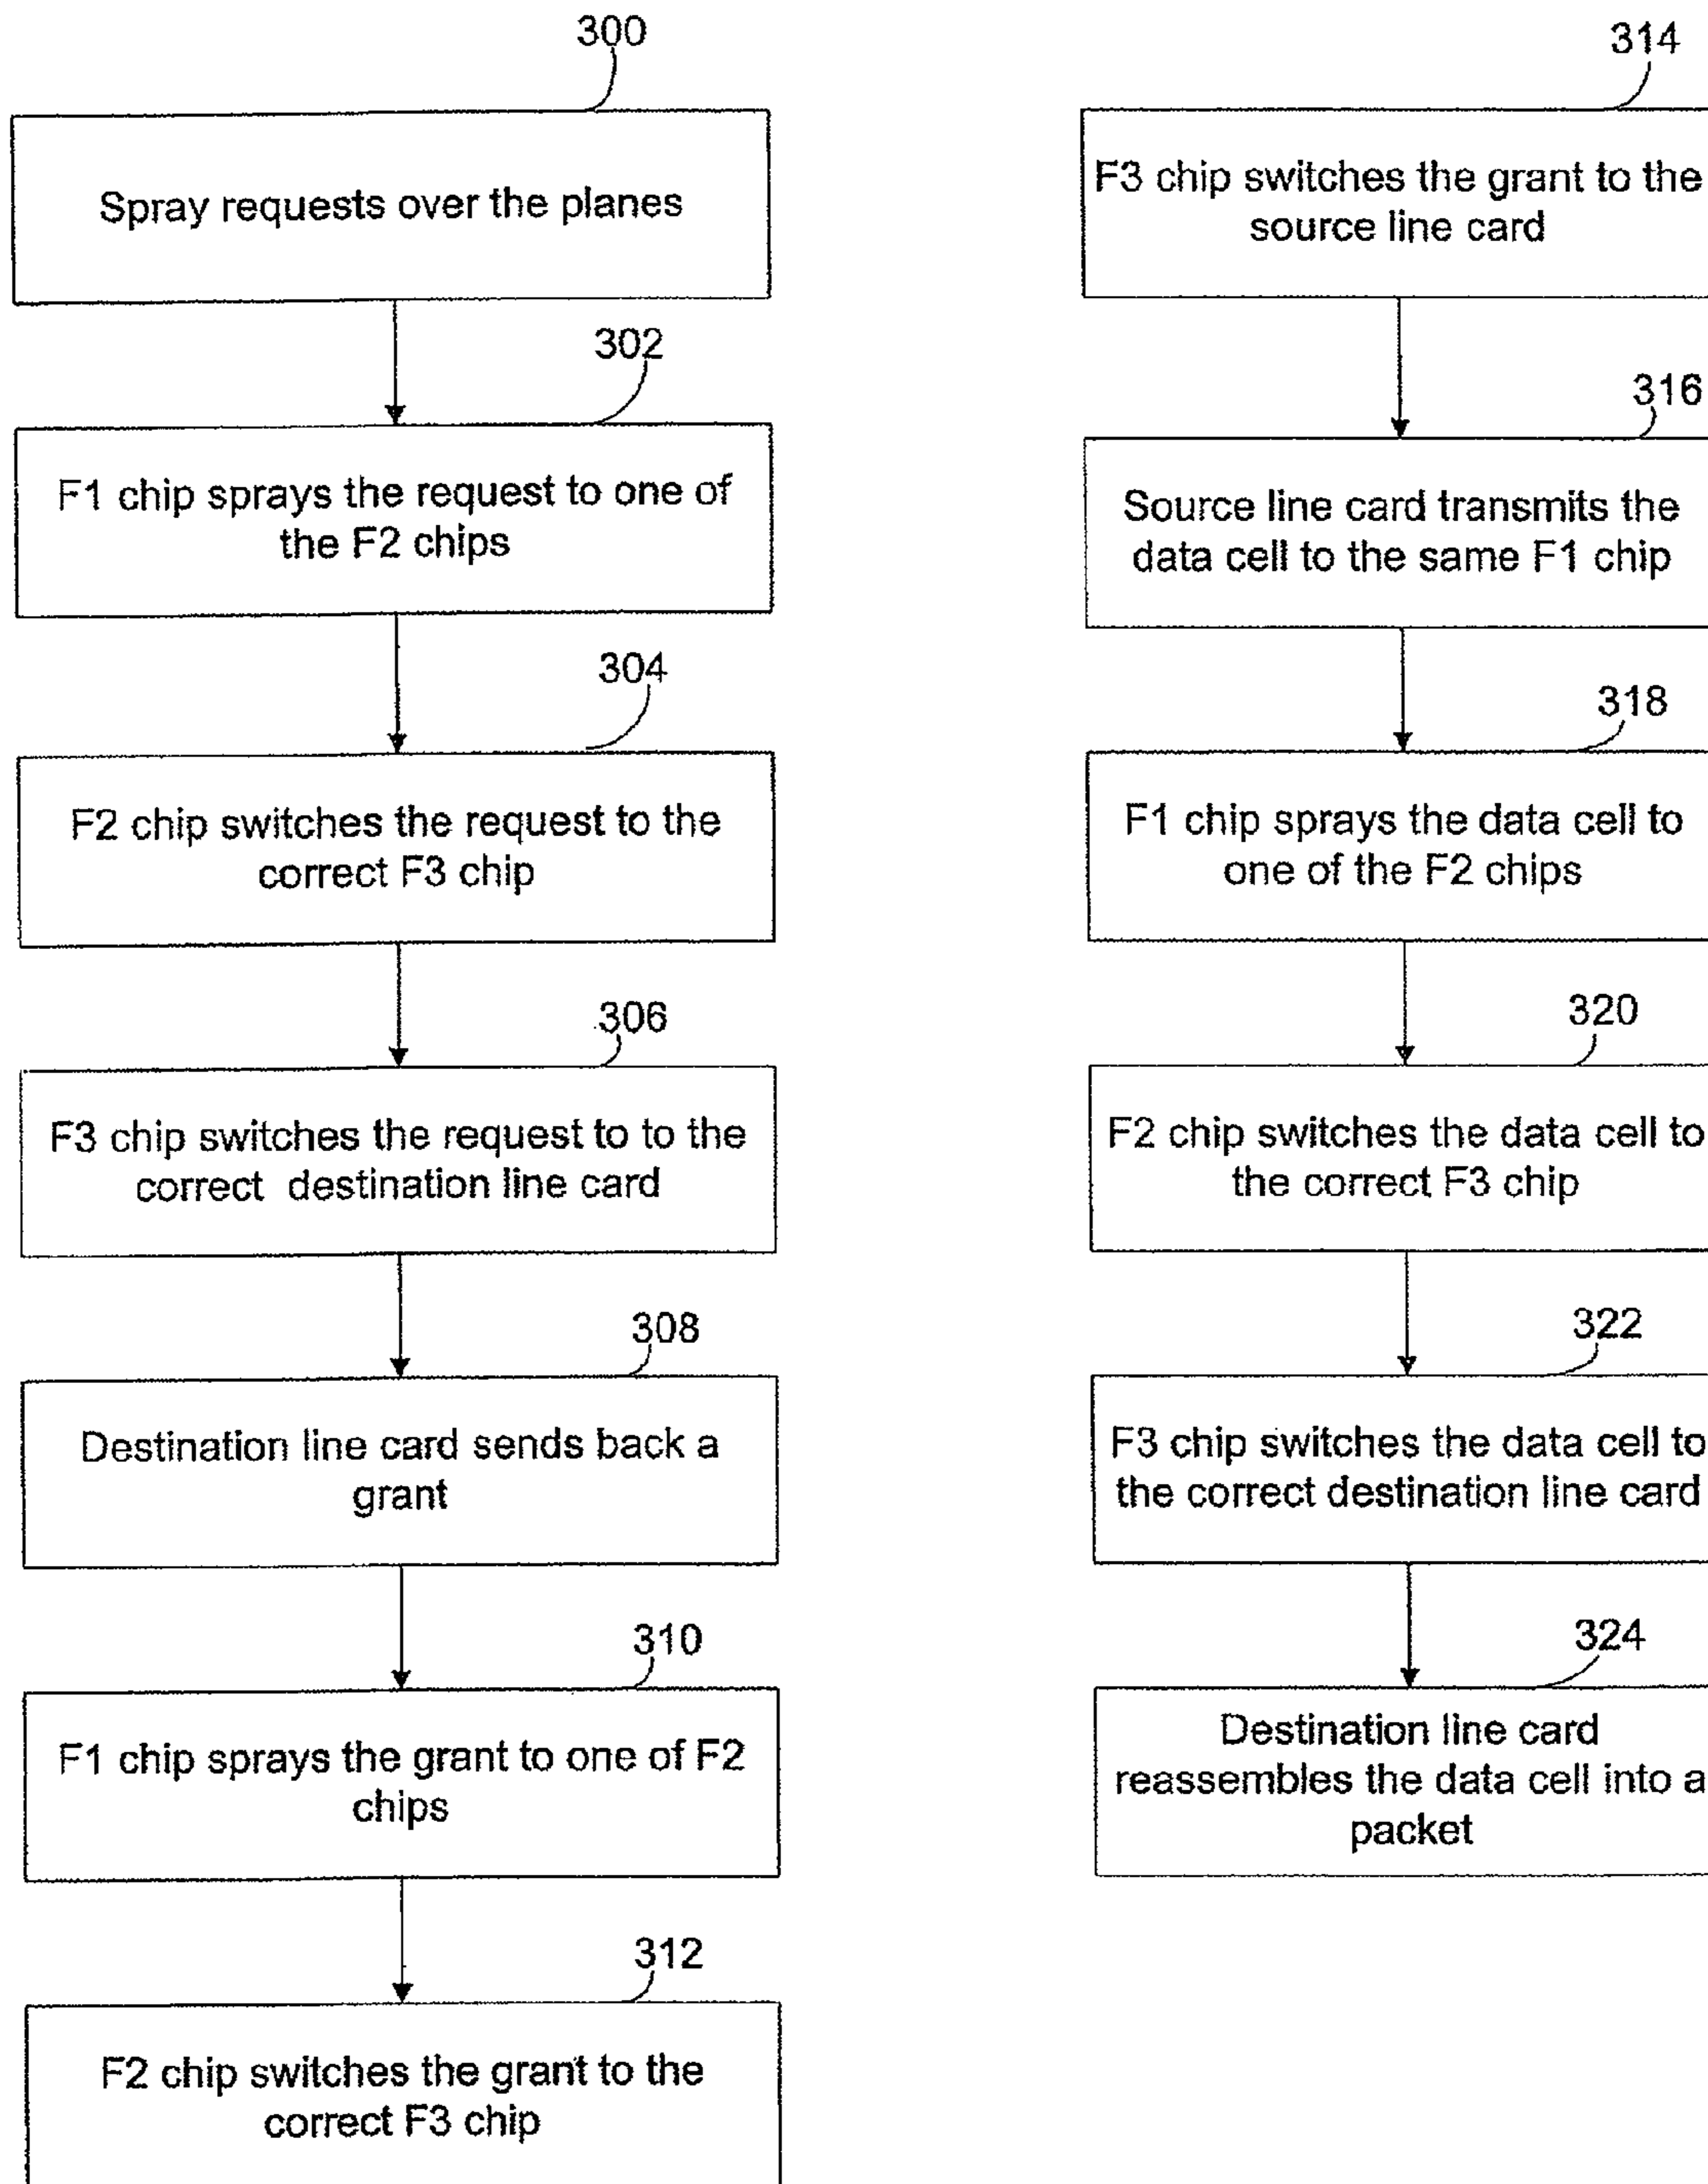 300
Spray requests over the planes
302
F1 chip sprays the request to one of
the F2 chips
304
F2 chip switches the request to the
correct F3 chip
306
F3 chip switches the request to to the
correct destination line card
308
Destination line card sends back a
grant
310
F1 chip sprays the grant to one of F2
chips
312
F2 chip switches the grant to the
correct F3 chip
314
F3 chip switches the grant to the
source line card
316
Source line card transmits the
data cell to the same F1 chip
318
F1 chip sprays the data cell to
one of the F2 chips
320
F2 chip switches the data cell to
the correct F3 chip
322
F3 chip switches the data cell to
the correct destination line card
324
Destination line card
reassembles the data cell into a
packet